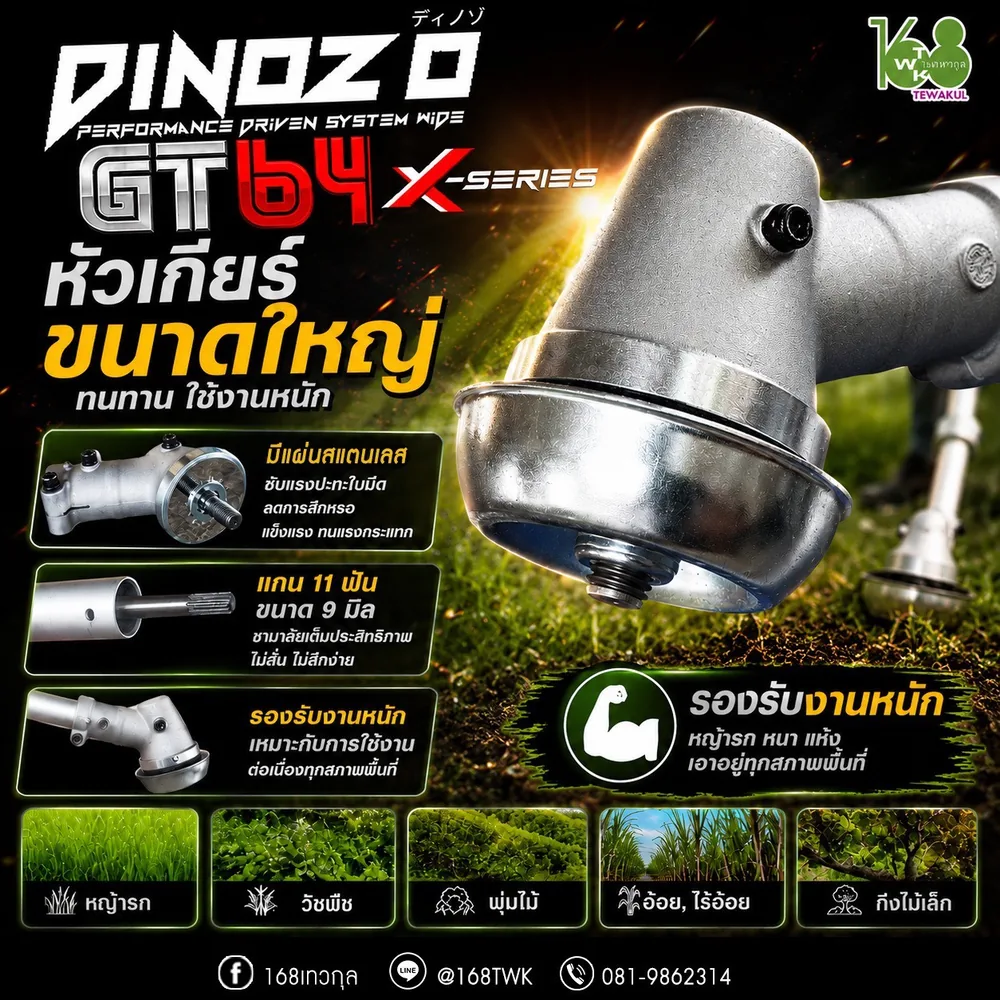 ディノゾ
DINOZO
PERFORMANCE DRIVEN SYSTEM WIDE
GT64 X-SERIES
168
TWK
เทวกุล
TEWAKUL
หัวเกียร์
ขนาดใหญ่
ทนทาน ใช้งานหนัก
มีแผ่นสแตนเลส
ซับแรงปะทะใบมีด
ลดการสึกหรอ
แข็งแรง ทนแรงกระแทก
แกน 11 ฟัน
ขนาด 9 มิล
ชามาลัยเต็มประสิทธิภาพ
ไม่สั่น ไม่สึกง่าย
รองรับงานหนัก
เหมาะกับการใช้งาน
ต่อเนื่องทุกสภาพพื้นที่
รองรับงานหนัก
หญ้ารก หนา แห้ง
เอาอยู่ทุกสภาพพื้นที่
หญ้ารก
วัชพืช
พุ่มไม้
อ้อย, ไร่อ้อย
กิ่งไม้เล็ก
168เทวกุล
LINE
@168TWK
081-9862314